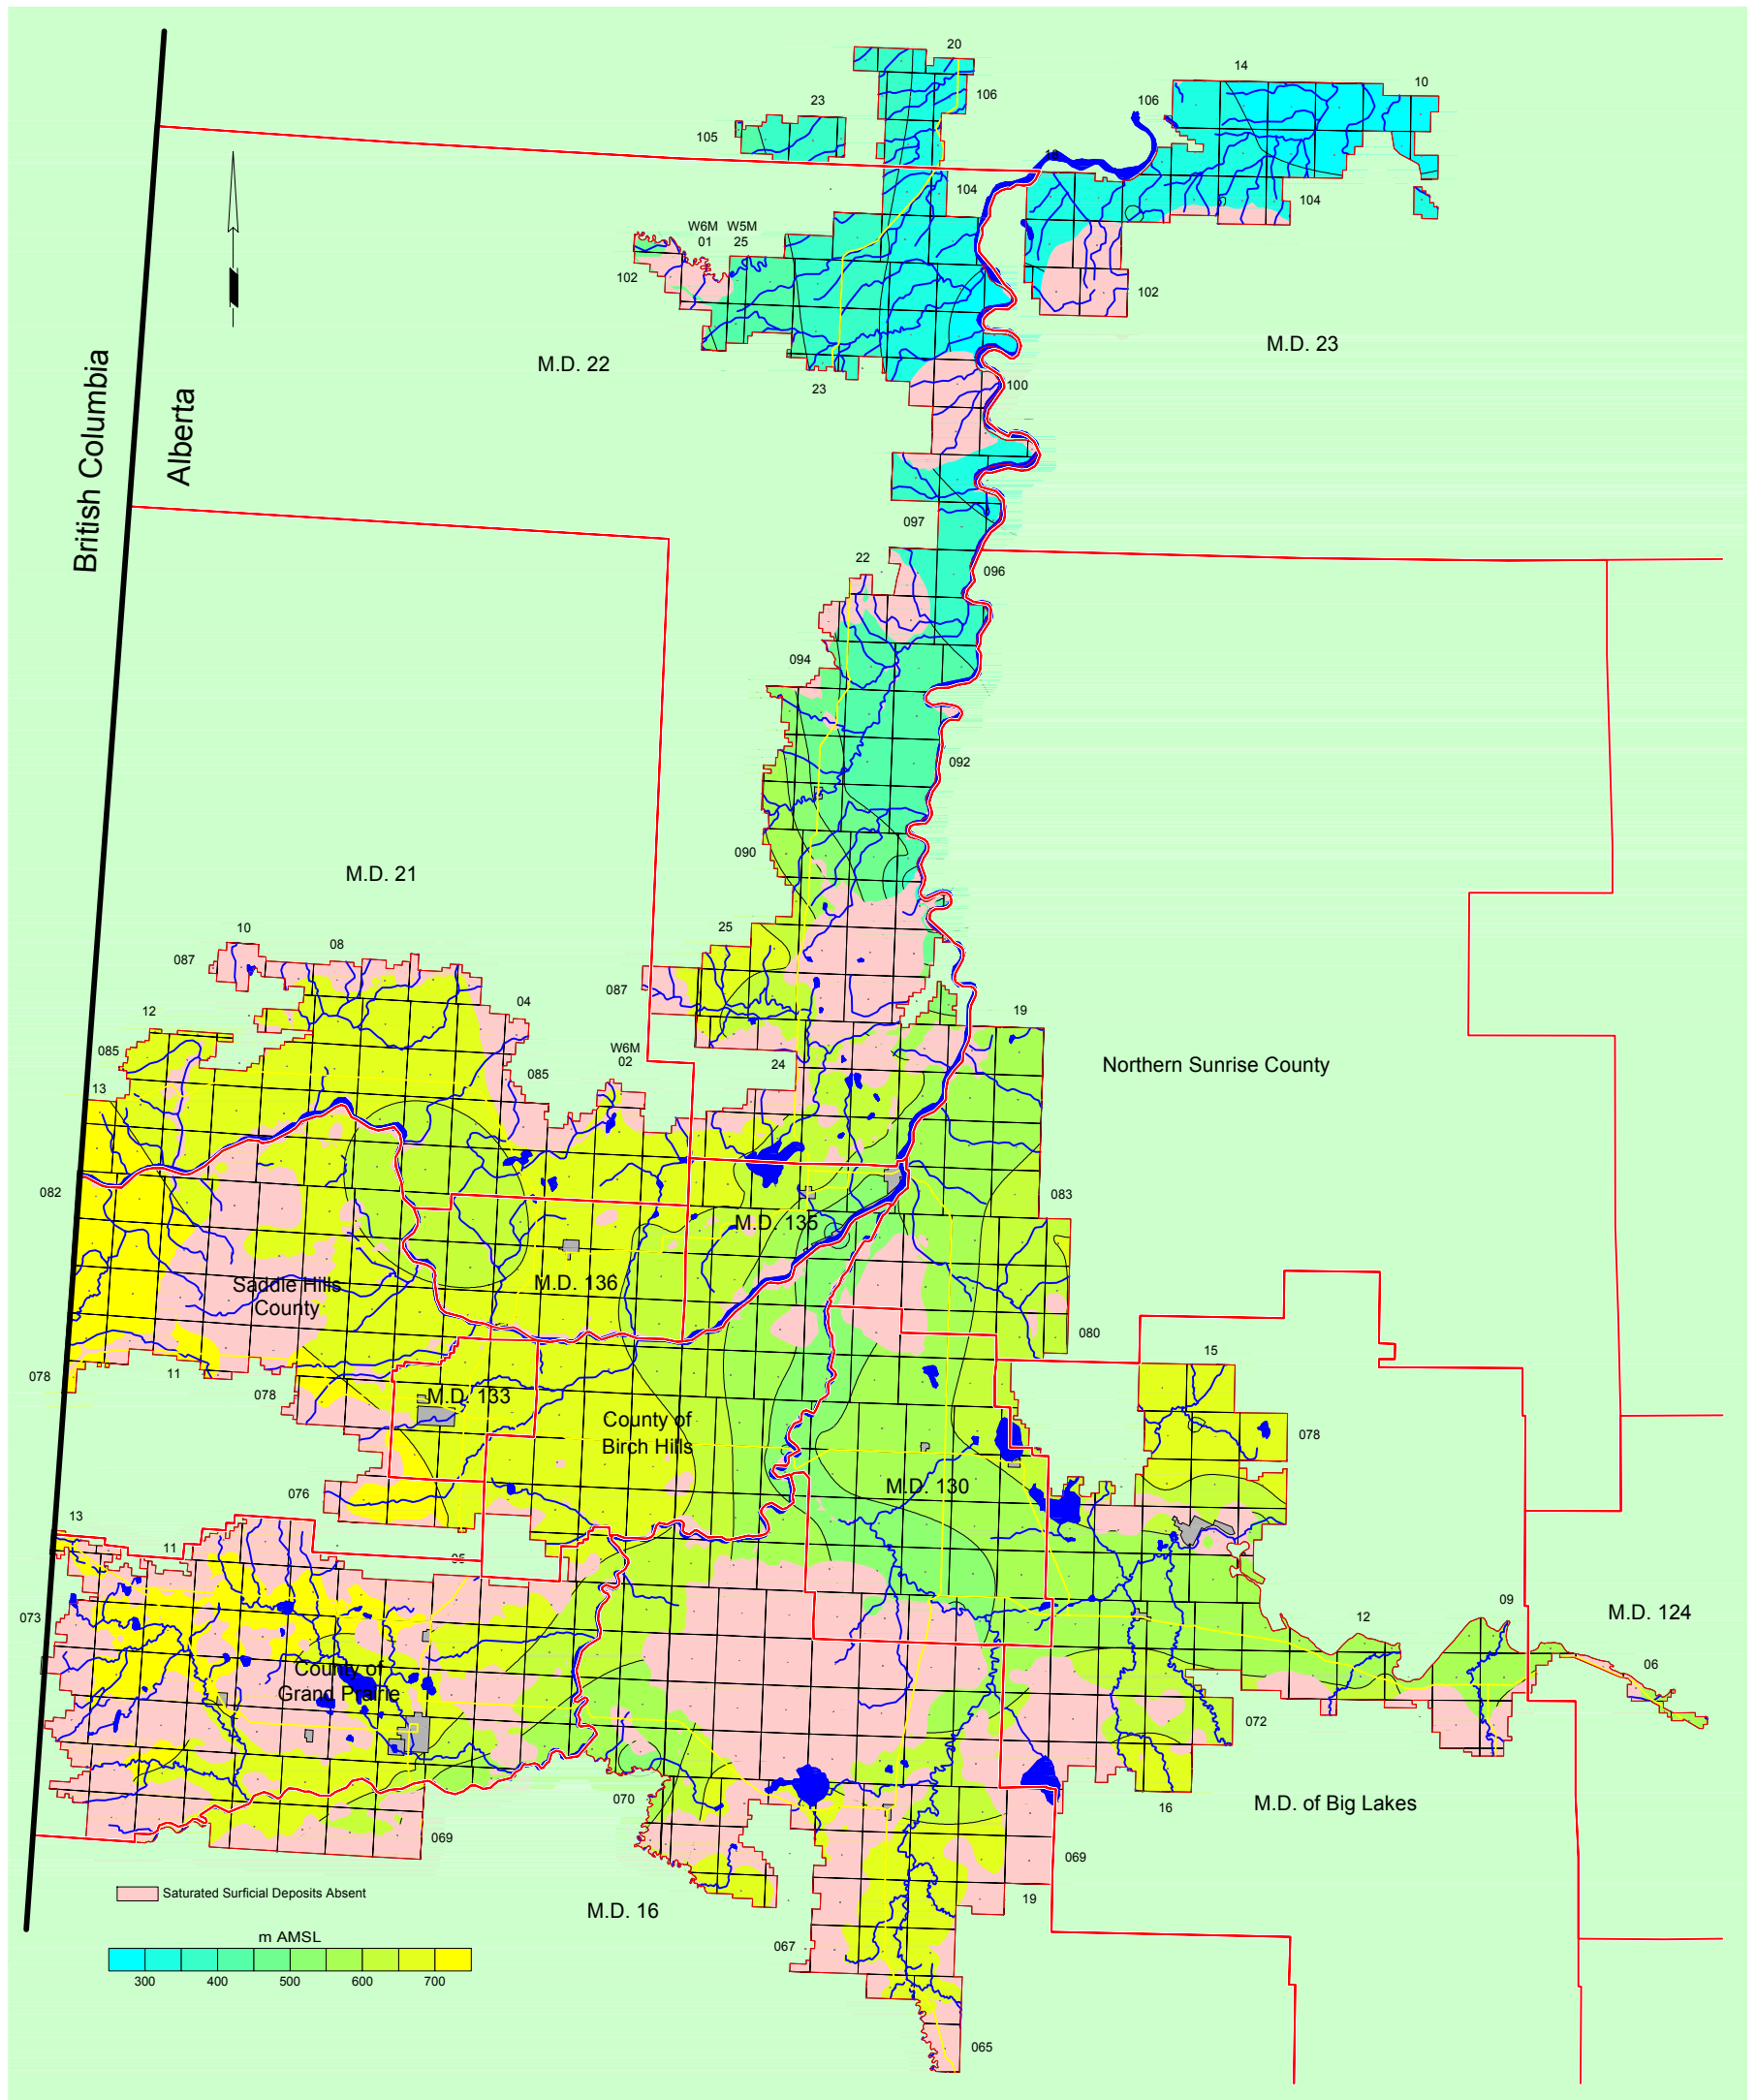 20
14
10
106
23
106
105
18
104
104
W6M W5M
01 25
102
102
M.D. 23
M.D. 22
100
23
British Columbia
Alberta
097
22
096
094
092
090
M.D. 21
10
08
25
087
087
04
12
19
085
W6M
02
24
Northern Sunrise County
13
085
082
083
M.D. 135
Saddle Hills
County
M.D. 136
080
15
078
11
078
M.D. 133
County of
Birch Hills
078
M.D. 130
076
13
11
05
073
09
12
M.D. 124
County of
Grand Prairie
06
072
070
16
M.D. of Big Lakes
069
069
Saturated Surficial Deposits Absent
19
M.D. 16
m AMSL
067
300 400 500 600 700
065